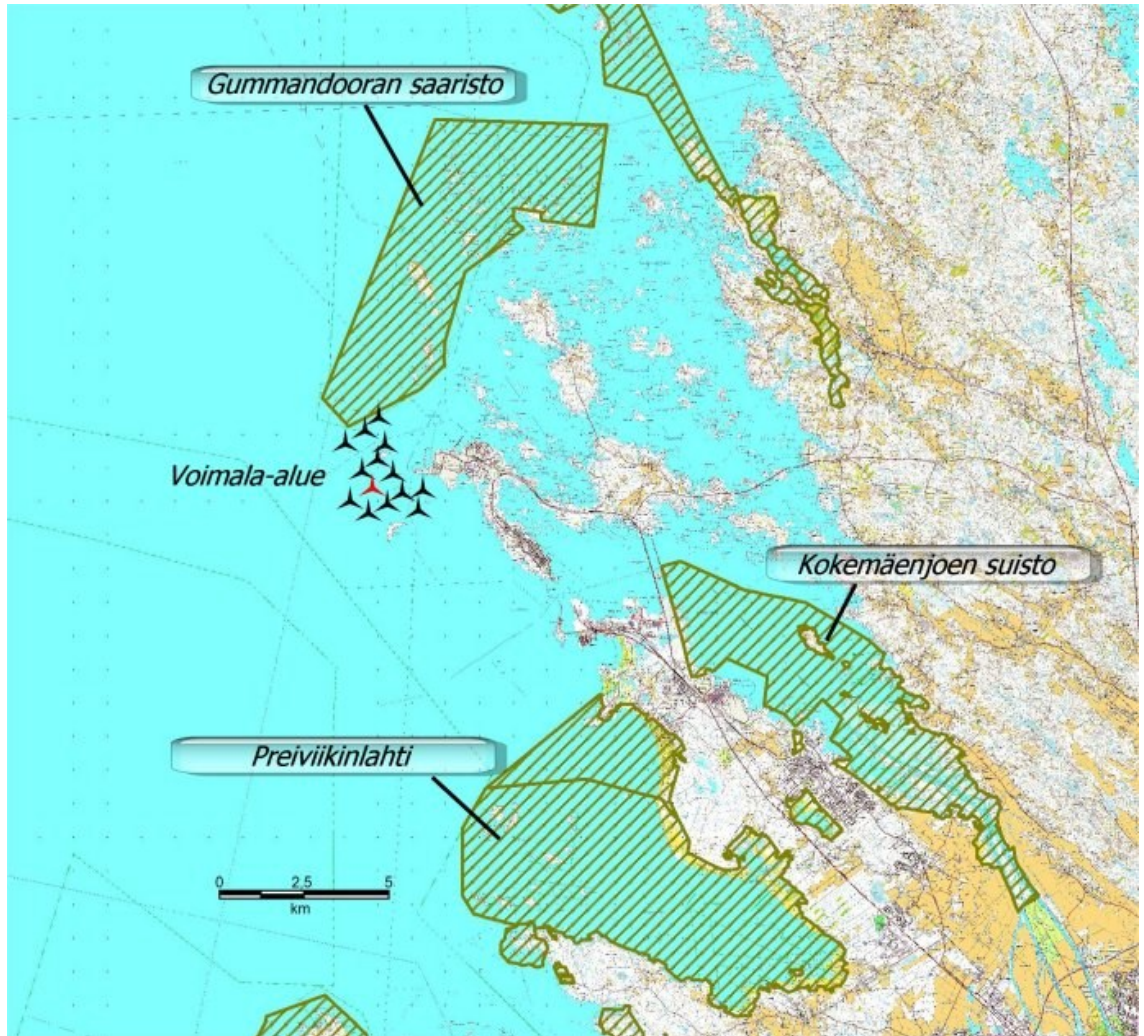 Gummandooran saaristo
Voimala-alue
Kokemäenjoen suisto
Preiviikinlahti
0 2,5 5
km